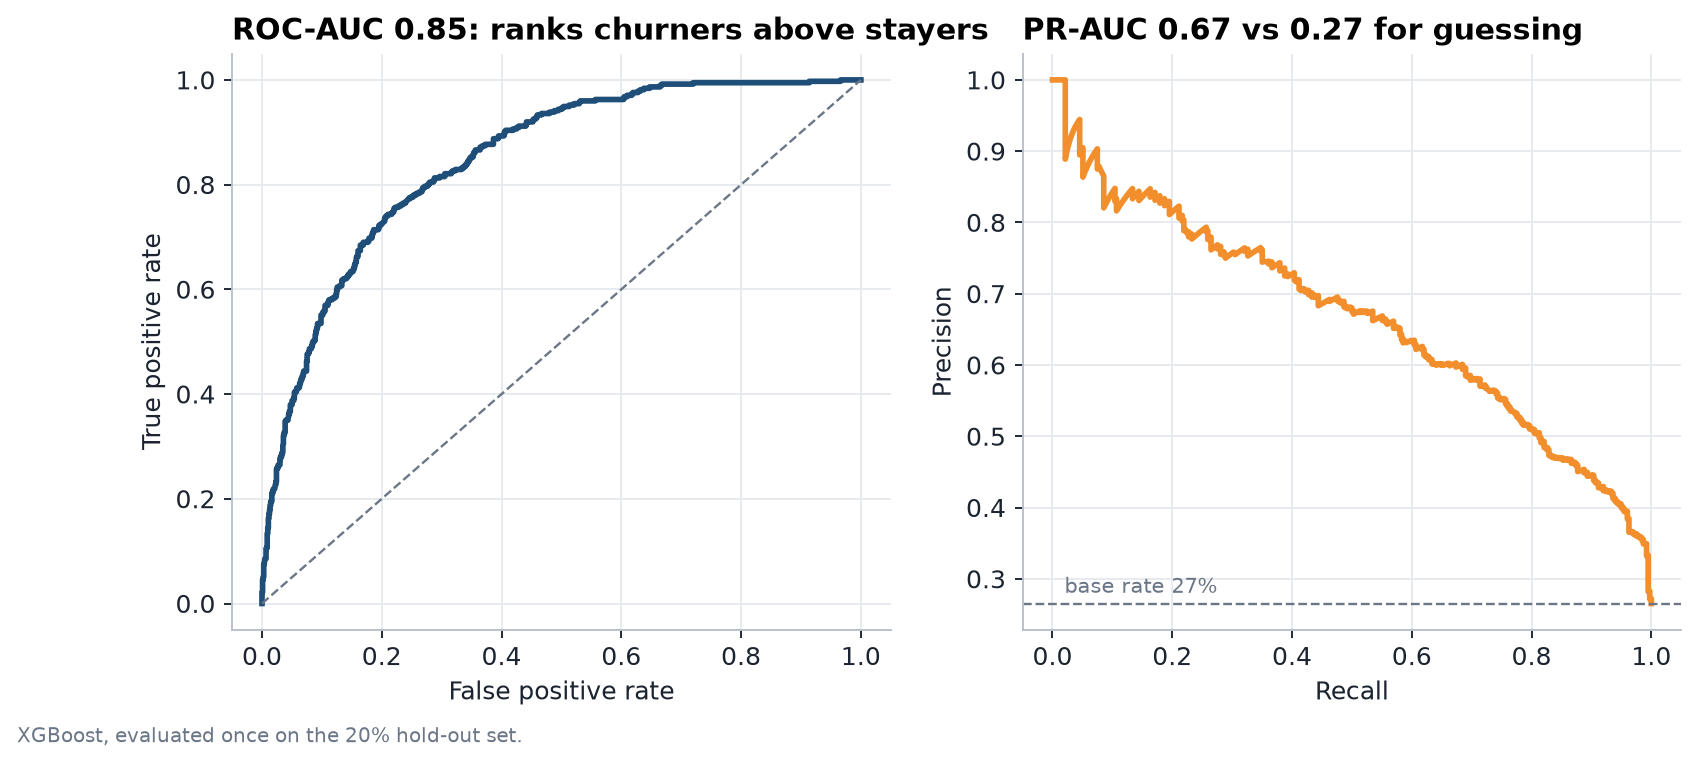 ROC-AUC 0.85: ranks churners above stayers
1.0
0.8
0.6
0.4
0.2
0.0
True positive rate
0.0 0.2 0.4 0.6 0.8 1.0
False positive rate
PR-AUC 0.67 vs 0.27 for guessing
1.0
0.9
0.8
0.7
0.6
0.5
0.4
0.3
Precision
base rate 27%
0.0 0.2 0.4 0.6 0.8 1.0
Recall
XGBoost, evaluated once on the 20% hold-out set.